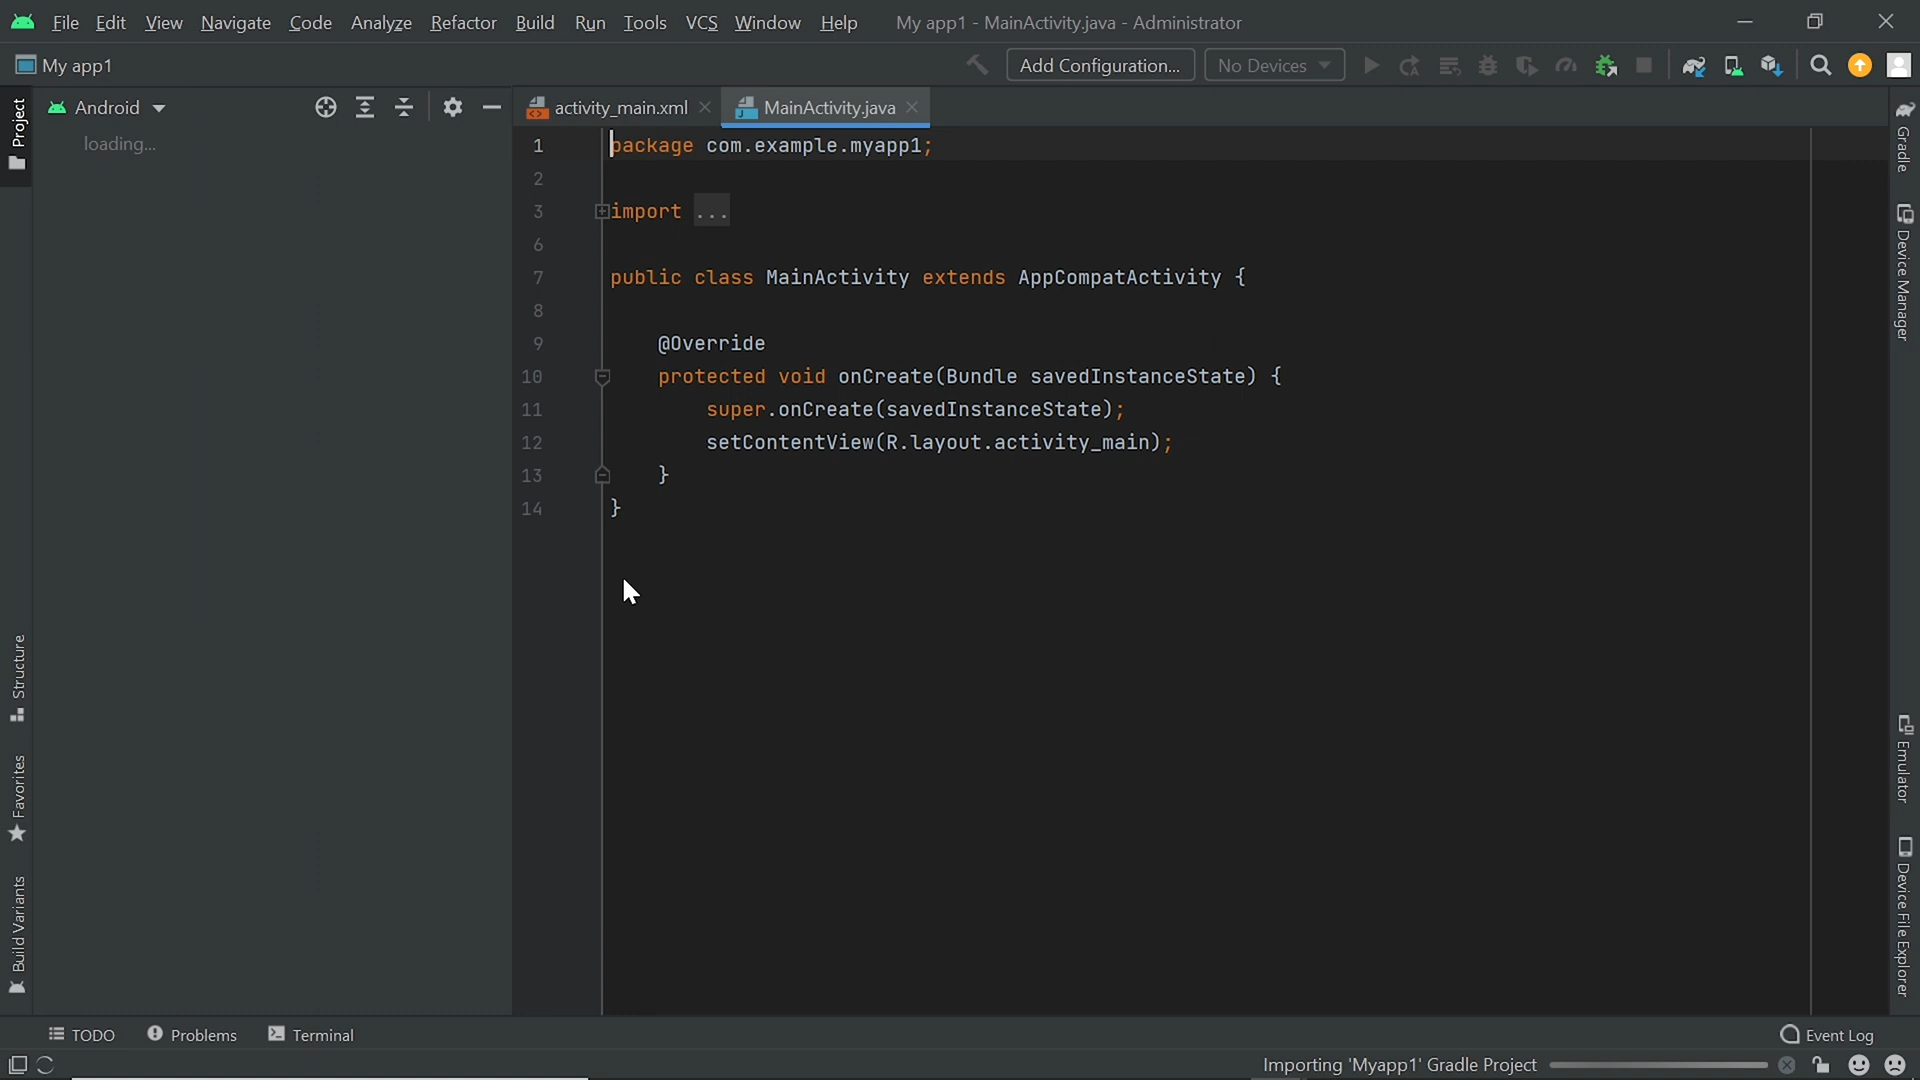 File Edit View Navigate Code Analyze Refactor Build Run Tools VCS Window Help My app1 - MainActivity.java - Administrator
My app1 Add Configuration... No Devices
Project Android activity_main.xml MainActivity.java
loading...
1 package com.example.myapp1;
2
3 import ...
6
7 public class MainActivity extends AppCompatActivity {
8
9 @Override
10 protected void onCreate(Bundle savedInstanceState) {
11 super.onCreate(savedInstanceState);
12 setContentView(R.layout.activity_main);
13 }
14 }
Structure
Favorites
Build Variants
Gradle
Device Manager
Emulator
Device File Explorer
TODO Problems Terminal Event Log
Importing 'Myapp1' Gradle Project